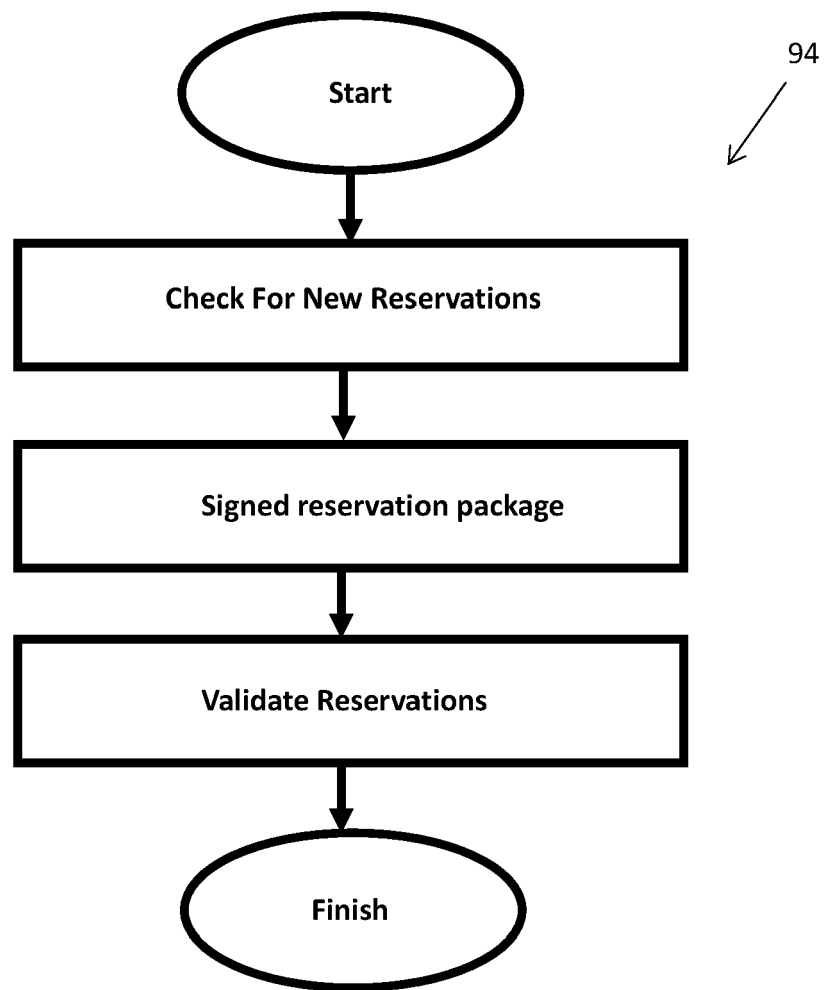 Start
94
Check For New Reservations
Signed reservation package
Validate Reservations
Finish